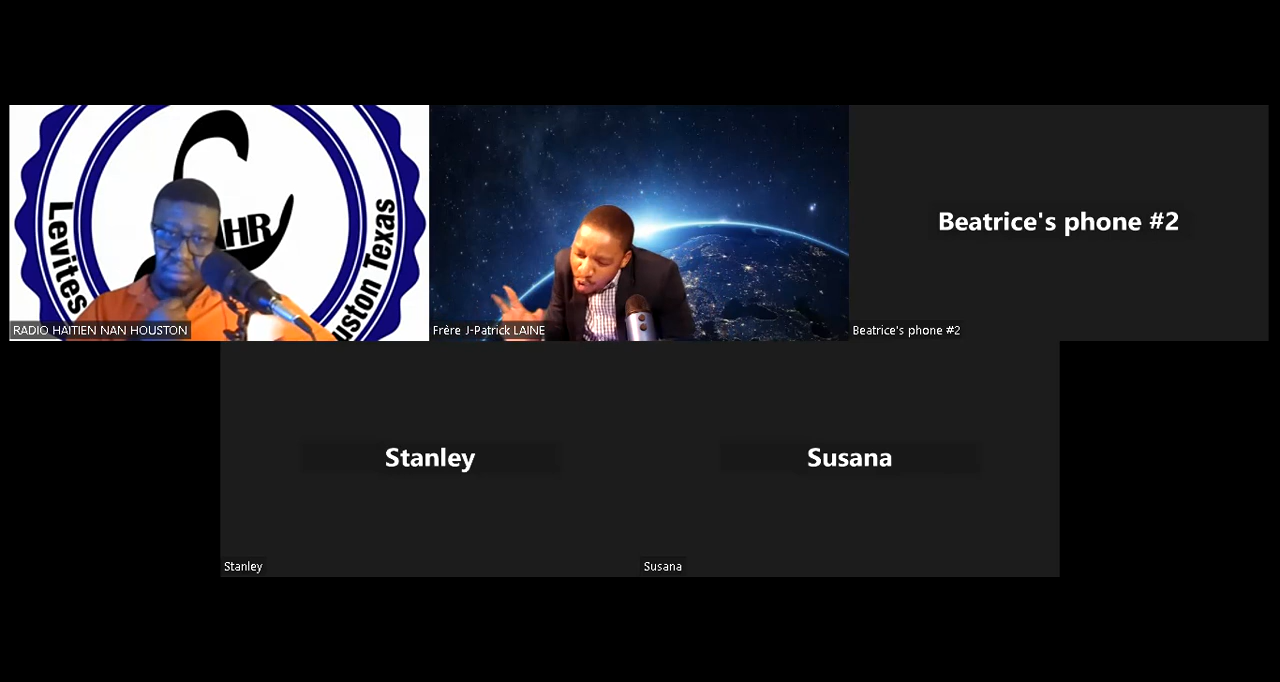 Levites
HR
uston Texas
RADIO HAITIEN NAN HOUSTON
Frère J-Patrick LAINE
Beatrice's phone #2
Beatrice's phone #2
Stanley
Susana
Stanley
Susana